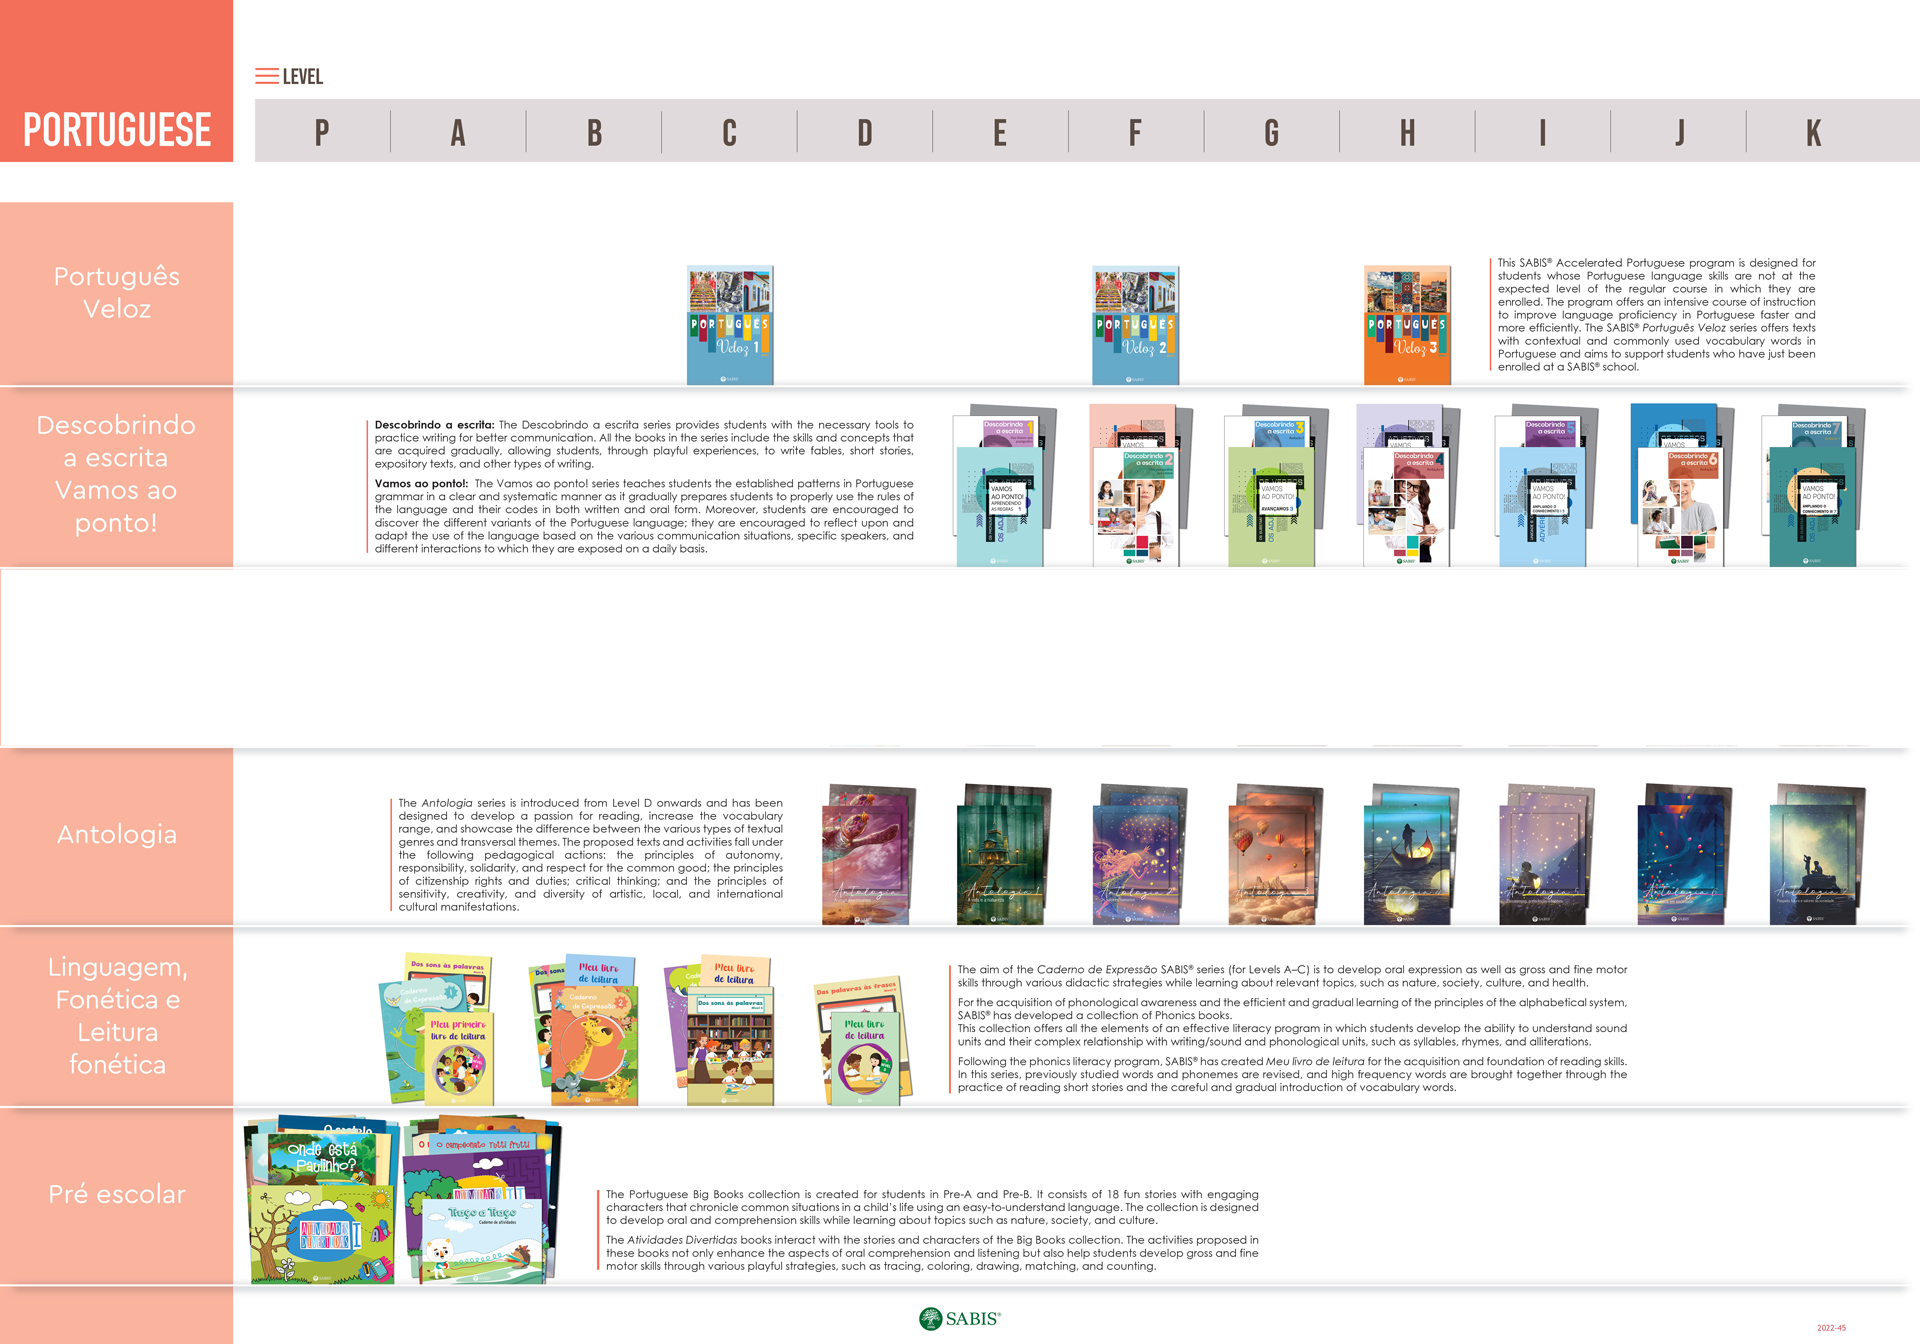 PORTUGUESE
LEVEL
P A B C D E F G H I J K
Português
Veloz
PORTUGUÊS
Veloz 1
SABIS
PORTUGUÊS
Veloz 2
SABIS
PORTUGUÊS
Veloz 3
SABIS
This SABIS® Accelerated Portuguese program is designed for
students whose Portuguese language skills are not at the
expected level of the regular course in which they are
enrolled. The program offers an intensive course of instruction
to improve language proficiency in Portuguese faster and
more efficiently. The SABIS® Português Veloz series offers texts
with contextual and commonly used vocabulary words in
Portuguese and aims to support students who have just been
enrolled at a SABIS® school.
Descobrindo
a escrita
Vamos ao
ponto!
Descobrindo a escrita: The Descobrindo a escrita series provides students with the necessary tools to
practice writing for better communication. All the books in the series include the skills and concepts that
are acquired gradually, allowing students, through playful experiences, to write fables, short stories,
expository texts, and other types of writing.
Vamos ao ponto!: The Vamos ao ponto! series teaches students the established patterns in Portuguese
grammar in a clear and systematic manner as it gradually prepares students to properly use the rules of
the language and their codes in both written and oral form. Moreover, students are encouraged to
discover the different variants of the Portuguese language; they are encouraged to reflect upon and
adapt the use of the language based on the various communication situations, specific speakers, and
different interactions to which they are exposed on a daily basis.
Descobrindo
a escrita 1
VAMOS
AO PONTO!
APRENDENDO
AS REGRAS 1
Descobrindo
a escrita 2
SABIS
Descobrindo
a escrita 3
VAMOS
AO PONTO!
AVANÇAMOS 3
Descobrindo
a escrita 4
SABIS
Descobrindo
a escrita 5
VAMOS
AO PONTO!
AMPLIANDO O
CONHECIMENTO I 5
Descobrindo
a escrita 6
SABIS
Descobrindo
a escrita 7
VAMOS
AO PONTO!
AMPLIANDO O
CONHECIMENTO III 7
Antologia
The Antologia series is introduced from Level D onwards and has been
designed to develop a passion for reading, increase the vocabulary
range, and showcase the difference between the various types of textual
genres and transversal themes. The proposed texts and activities fall under
the following pedagogical actions: the principles of autonomy,
responsibility, solidarity, and respect for the common good; the principles
of citizenship rights and duties; critical thinking; and the principles of
sensitivity, creativity, and diversity of artistic, local, and international
cultural manifestations.
Antologia
Antologia 1
A vida e a natureza
Antologia 2
Antologia 3
Antologia
Antologia 5
Antologia 6
Antologia
Linguagem,
Fonética e
Leitura
fonética
Dos sons às palavras
Caderno
de Expressão 1
Meu primeiro
livro de leitura
Dos sons
Meu livro
de leitura
Caderno
de Expressão 2
Meu livro
de leitura
Dos sons às palavras
Das palavras às frases
Meu livro
de leitura
The aim of the Caderno de Expressão SABIS® series (for Levels A–C) is to develop oral expression as well as gross and fine motor
skills through various didactic strategies while learning about relevant topics, such as nature, society, culture, and health.
For the acquisition of phonological awareness and the efficient and gradual learning of the principles of the alphabetical system,
SABIS® has developed a collection of Phonics books.
This collection offers all the elements of an effective literacy program in which students develop the ability to understand sound
units and their complex relationship with writing/sound and phonological units, such as syllables, rhymes, and alliterations.
Following the phonics literacy program, SABIS® has created Meu livro de leitura for the acquisition and foundation of reading skills.
In this series, previously studied words and phonemes are revised, and high frequency words are brought together through the
practice of reading short stories and the careful and gradual introduction of vocabulary words.
Pré escolar
Onde está
Paulinho?
ATIVIDADES
DIVERTIDAS I
O campeonato Tutti Frutti
Traço a Traço
Caderno de atividades
The Portuguese Big Books collection is created for students in Pre-A and Pre-B. It consists of 18 fun stories with engaging
characters that chronicle common situations in a child's life using an easy-to-understand language. The collection is designed
to develop oral and comprehension skills while learning about topics such as nature, society, and culture.
The Atividades Divertidas books interact with the stories and characters of the Big Books collection. The activities proposed in
these books not only enhance the aspects of oral comprehension and listening but also help students develop gross and fine
motor skills through various playful strategies, such as tracing, coloring, drawing, matching, and counting.
SABIS®
2022-45